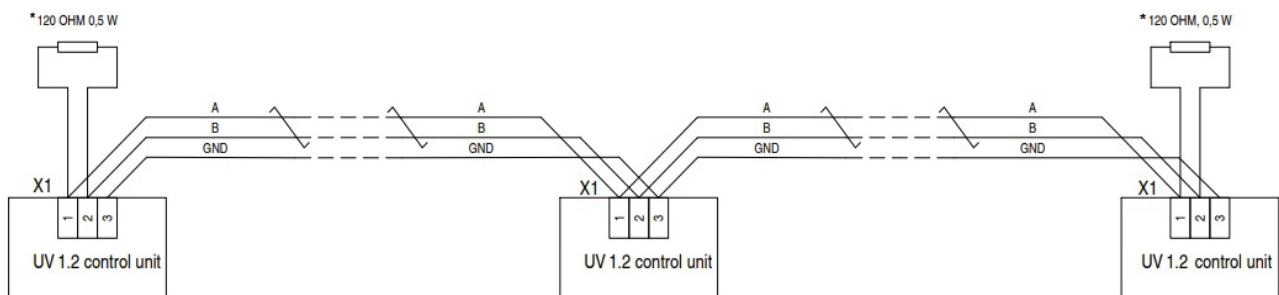 * 120 OHM 0,5 W
* 120 OHM, 0,5 W
A A A A
B B B B
GND GND GND GND
X1 X1 X1
1 2 3 1 2 3 1 2 3
UV 1.2 control unit UV 1.2 control unit UV 1.2 control unit